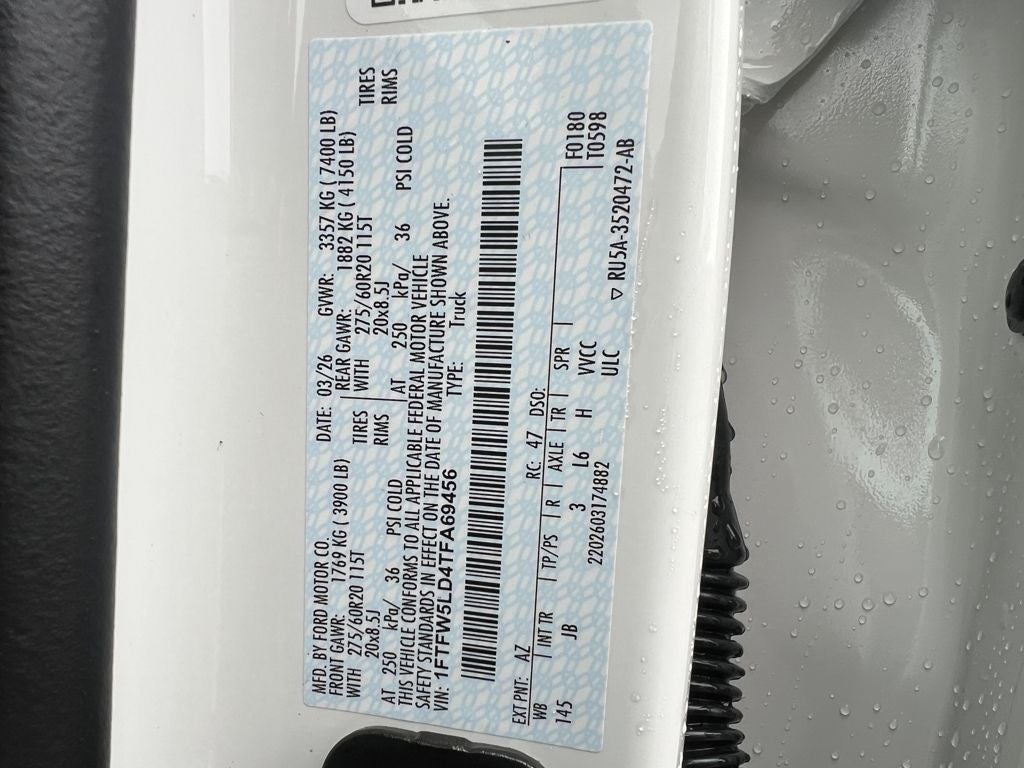 MFD. BY FORD MOTOR CO.
DATE: 03/26 GVWR: 3357 KG ( 7400 LB)
FRONT GAWR: 1769 KG ( 3900 LB)
REAR GAWR: 1882 KG ( 4150 LB)
WITH 275/60R20 115T TIRES
WITH 275/60R20 115T TIRES
20x8.5J RIMS
20x8.5J RIMS
AT 250 kPa/ 36 PSI COLD
AT 250 kPa/ 36 PSI COLD
THIS VEHICLE CONFORMS TO ALL APPLICABLE FEDERAL MOTOR VEHICLE
SAFETY STANDARDS IN EFFECT ON THE DATE OF MANUFACTURE SHOWN ABOVE.
VIN: 1FTFW5LD4TFA69456 TYPE: Truck
EXT PNT: AZ RC: 47 DSO: F0180
WB INT TR TP/PS R AXLE TR SPR T0598
145 JB 3 L6 H VCC
2202603174882 ULC
▽ RU5A-3520472-AB